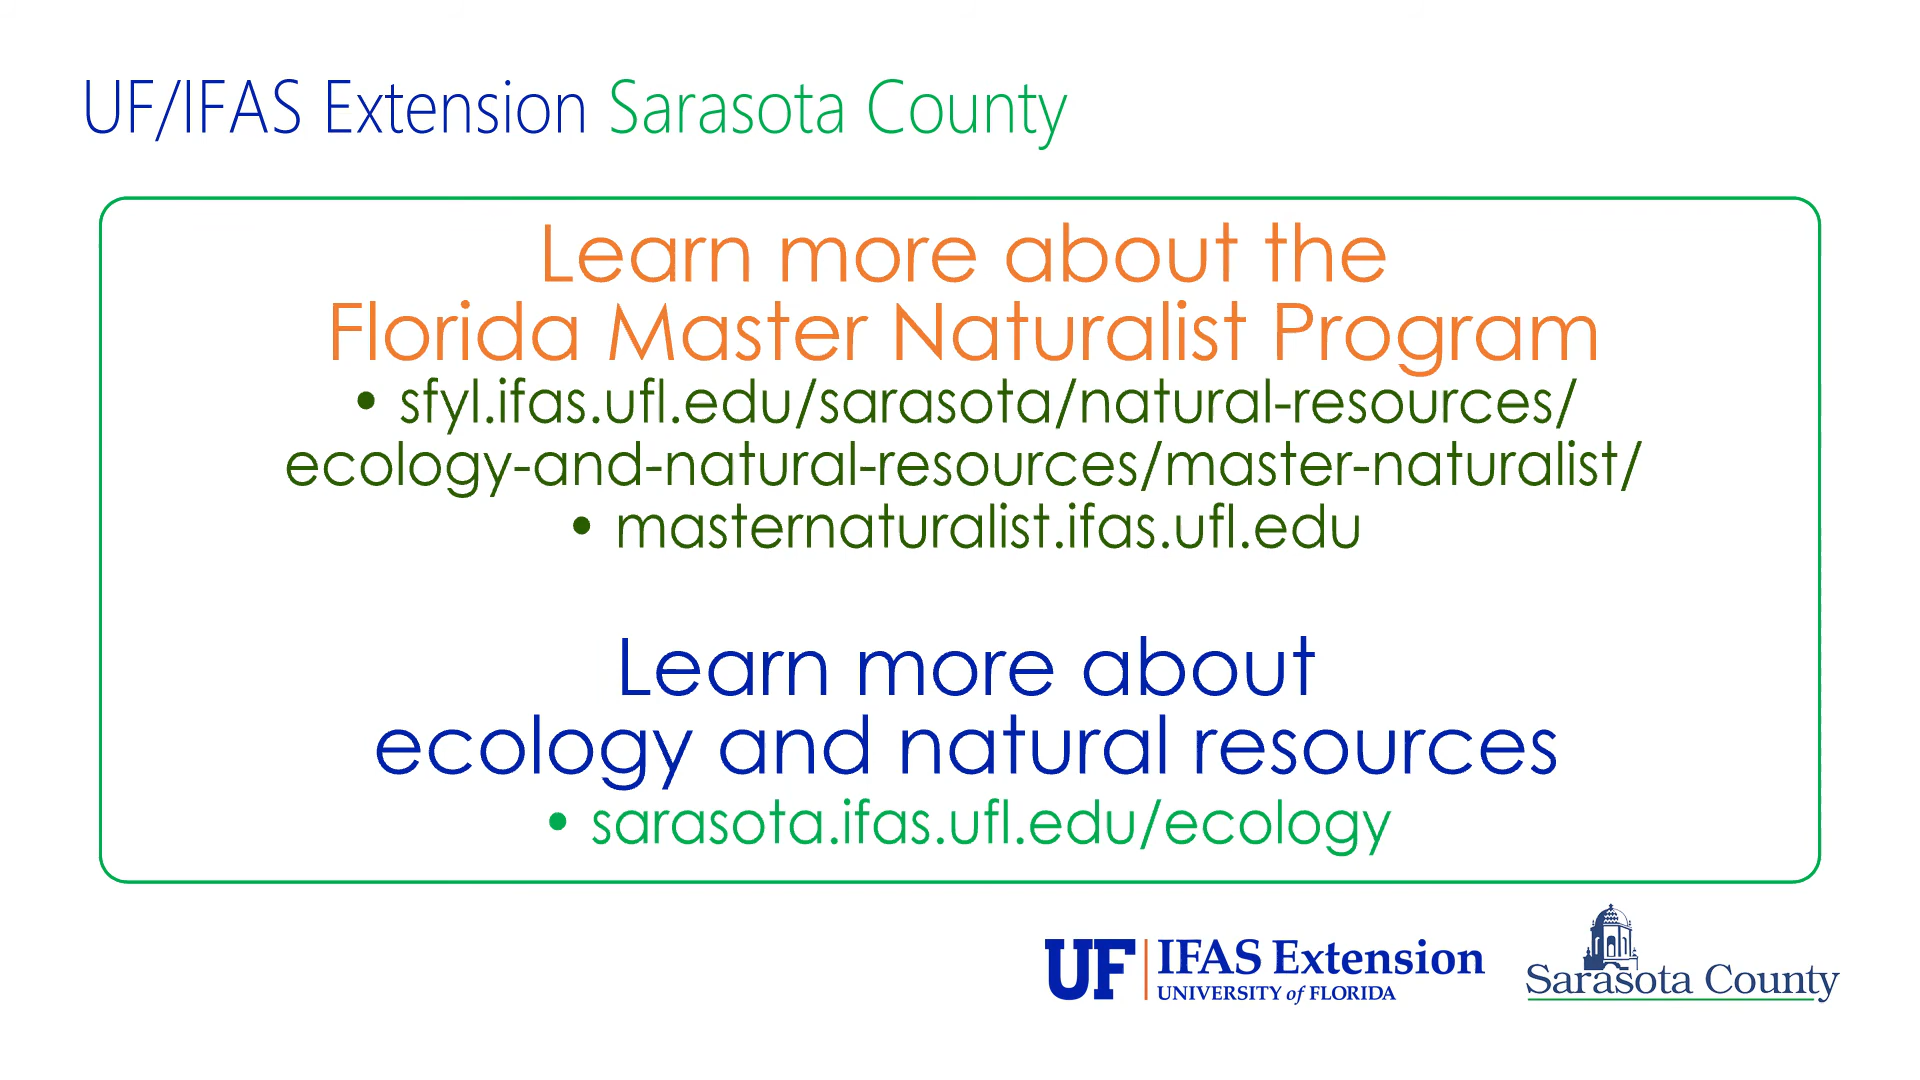 UF/IFAS Extension Sarasota County
Learn more about the
Florida Master Naturalist Program
• sfyl.ifas.ufl.edu/sarasota/natural-resources/
ecology-and-natural-resources/master-naturalist/
• masternaturalist.ifas.ufl.edu
Learn more about
ecology and natural resources
• sarasota.ifas.ufl.edu/ecology
UF IFAS Extension
UNIVERSITY of FLORIDA
Sarasota County